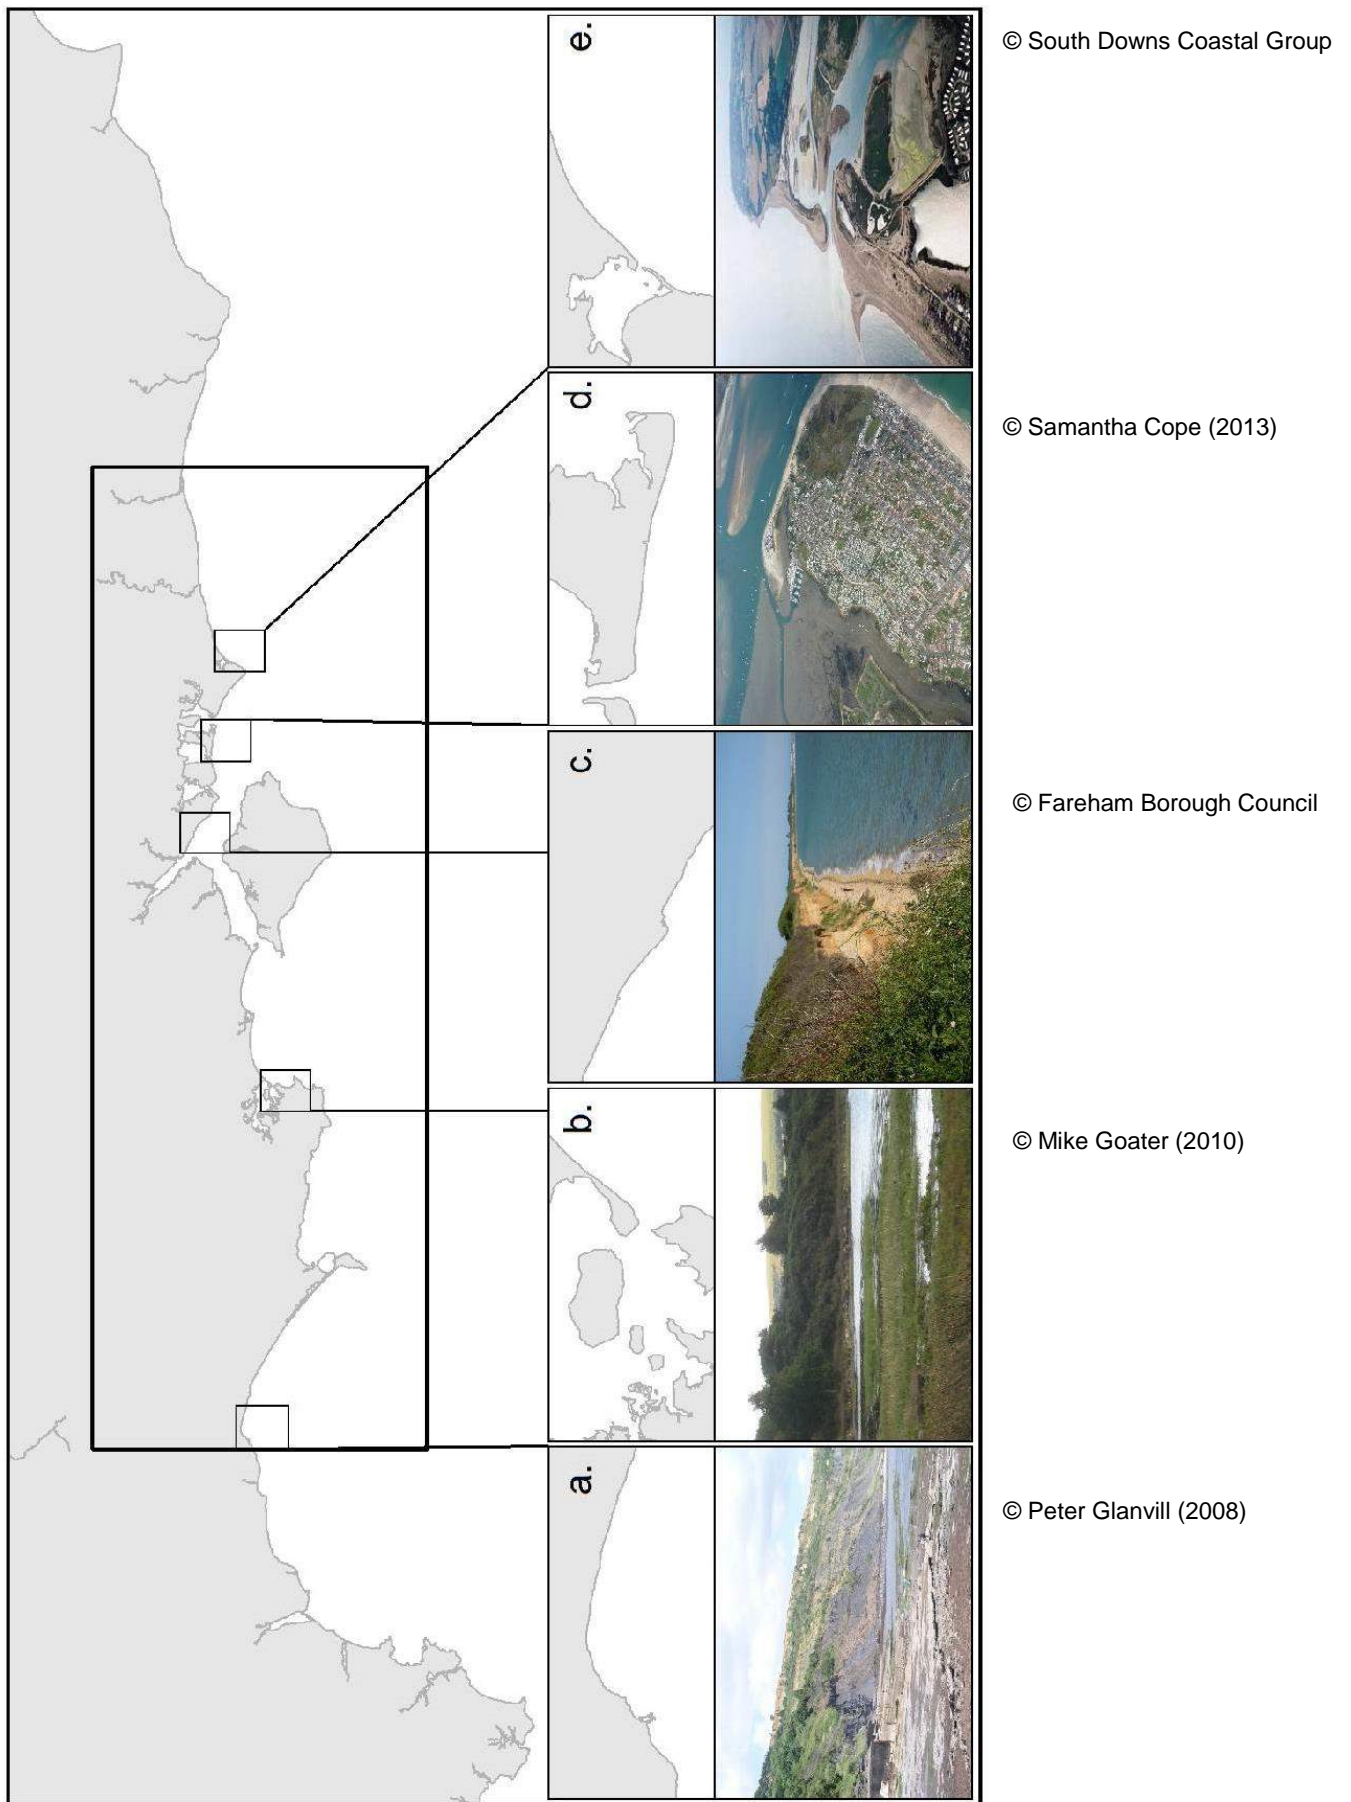 e.
© South Downs Coastal Group
d.
© Samantha Cope (2013)
c.
© Fareham Borough Council
b.
© Mike Goater (2010)
a.
© Peter Glanvill (2008)